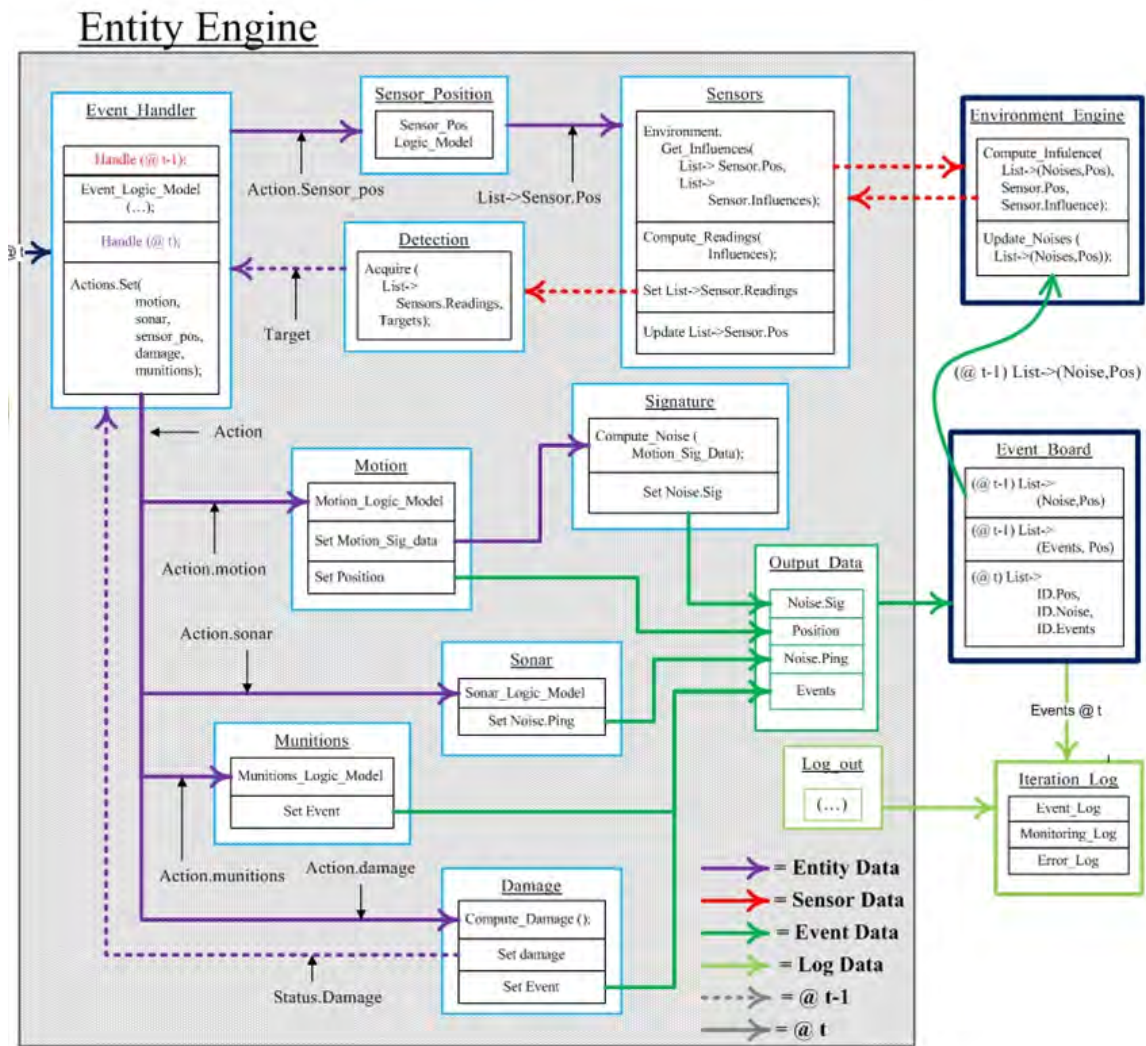 Entity Engine
Event_Handler
Handle (@ t-1);
Event_Logic_Model
(...);
Handle (@ t);
Actions.Set(
motion,
sonar,
sensor_pos,
damage,
munitions);
@ t
Sensor_Position
Sensor_Pos
Logic_Model
Action.Sensor_pos
List->Sensor.Pos
Sensors
Environment.
Get_Influences(
List-> Sensor.Pos,
List->
Sensor.Influences);
Compute_Readings(
Influences);
Set List->Sensor.Readings
Update List->Sensor.Pos
Environment_Engine
Compute_Infulence(
List->(Noises,Pos),
Sensor.Pos,
Sensor.Influence);
Update_Noises (
List->(Noises,Pos));
Detection
Acquire (
List->
Sensors.Readings,
Targets);
Target
(@ t-1) List->(Noise,Pos)
Action
Signature
Compute_Noise (
Motion_Sig_Data);
Set Noise.Sig
Event_Board
(@ t-1) List->
(Noise,Pos)
(@ t-1) List->
(Events, Pos)
(@ t) List->
ID.Pos,
ID.Noise,
ID.Events
Motion
Motion_Logic_Model
Set Motion_Sig_data
Set Position
Action.motion
Output_Data
Noise.Sig
Position
Noise.Ping
Events
Action.sonar
Sonar
Sonar_Logic_Model
Set Noise.Ping
Events @ t
Munitions
Munitions_Logic_Model
Set Event
Action.munitions
Log_out
(...)
Iteration_Log
Event_Log
Monitoring_Log
Error_Log
Action.damage
Damage
Compute_Damage ();
Set damage
Set Event
Status.Damage
= Entity Data
= Sensor Data
= Event Data
= Log Data
= @ t-1
= @ t